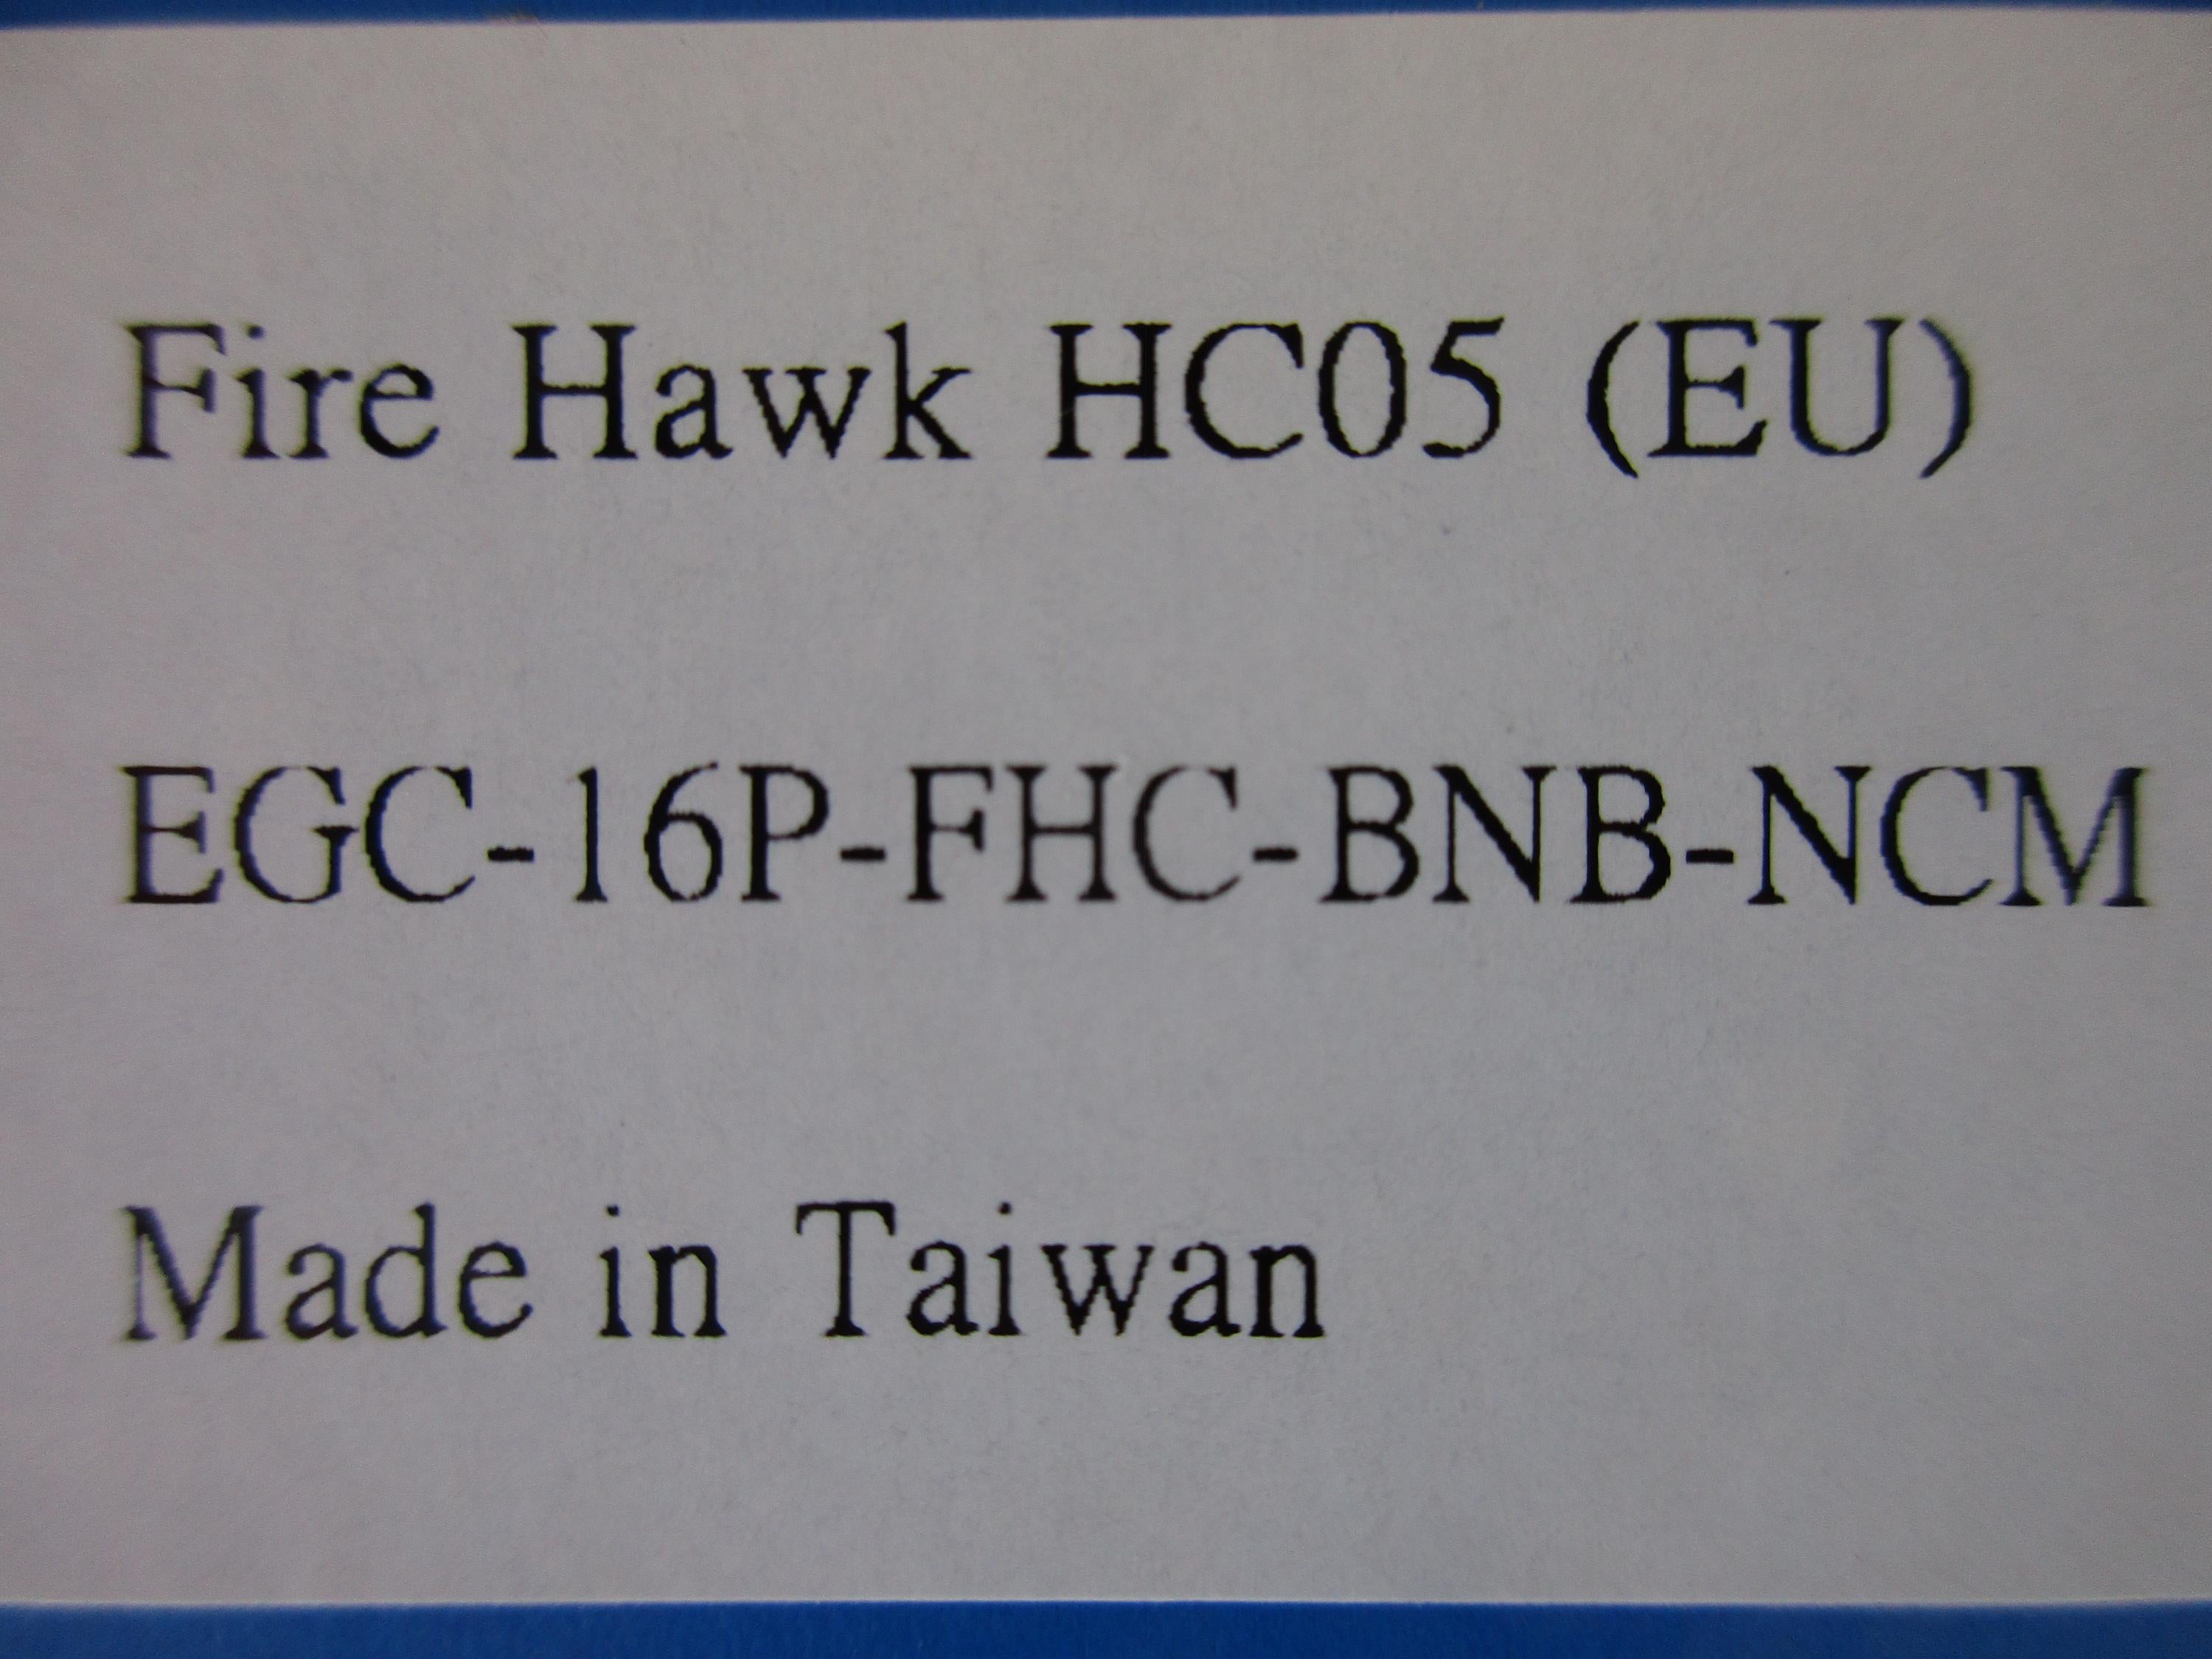 Fire Hawk HC05 (EU)
EGC-16P-FHC-BNB-NCM
Made in Taiwan